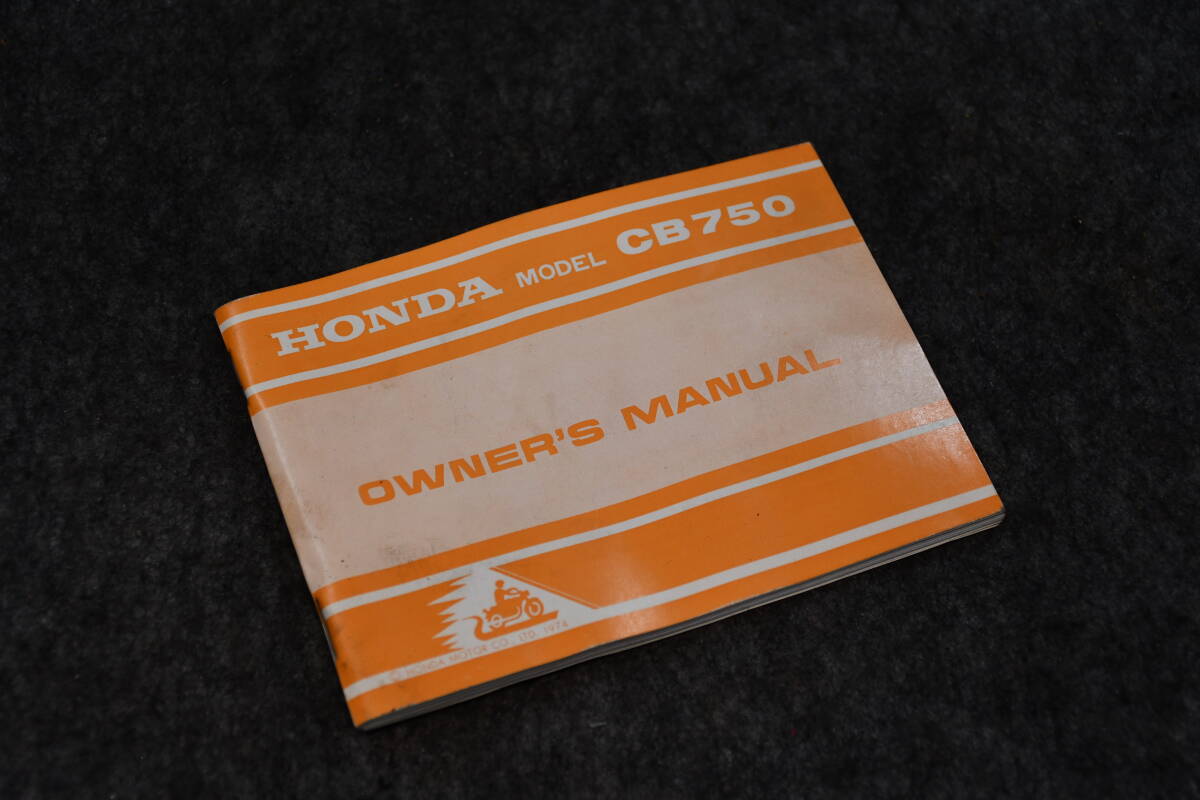 HONDA MODEL CB750
OWNER'S MANUAL
© HONDA MOTOR CO., LTD. 1974